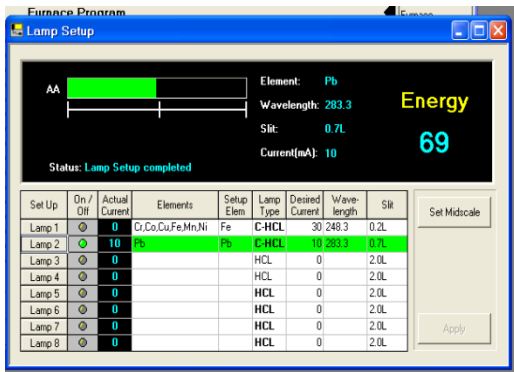 Furnace Program
Furnace
Lamp Setup
AA
Element: Pb
Wavelength: 283.3
Slit: 0.7L
Current(mA): 10
Energy
69
Status: Lamp Setup completed
Set Up On / Off Actual Current Elements Setup Elem Lamp Type Desired Current Wave- length Slit
Lamp 1 0 Cr,Co,Cu,Fe,Mn,Ni Fe C-HCL 30 248.3 0.2L
Lamp 2 10 Pb Pb C-HCL 10 283.3 0.7L
Lamp 3 0 HCL 0 2.0L
Lamp 4 0 HCL 0 2.0L
Lamp 5 0 HCL 0 2.0L
Lamp 6 0 HCL 0 2.0L
Lamp 7 0 HCL 0 2.0L
Lamp 8 0 HCL 0 2.0L
Set Midscale
Apply